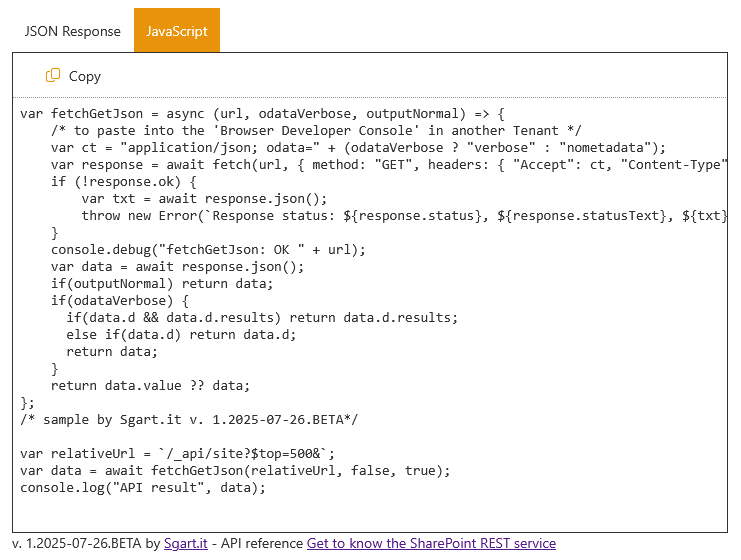 JSON Response JavaScript
Copy
var fetchGetJson = async (url, odataVerbose, outputNormal) => {
    /* to paste into the 'Browser Developer Console' in another Tenant */
    var ct = "application/json; odata=" + (odataVerbose ? "verbose" : "nometadata");
    var response = await fetch(url, { method: "GET", headers: { "Accept": ct, "Content-Type"
    if (!response.ok) {
        var txt = await response.json();
        throw new Error(`Response status: ${response.status}, ${response.statusText}, ${txt}
    }
    console.debug("fetchGetJson: OK " + url);
    var data = await response.json();
    if(outputNormal) return data;
    if(odataVerbose) {
      if(data.d && data.d.results) return data.d.results;
      else if(data.d) return data.d;
      return data;
    }
    return data.value ?? data;
};
/* sample by Sgart.it v. 1.2025-07-26.BETA*/

var relativeUrl = `/_api/site?$top=500&`;
var data = await fetchGetJson(relativeUrl, false, true);
console.log("API result", data);
v. 1.2025-07-26.BETA by Sgart.it - API reference Get to know the SharePoint REST service